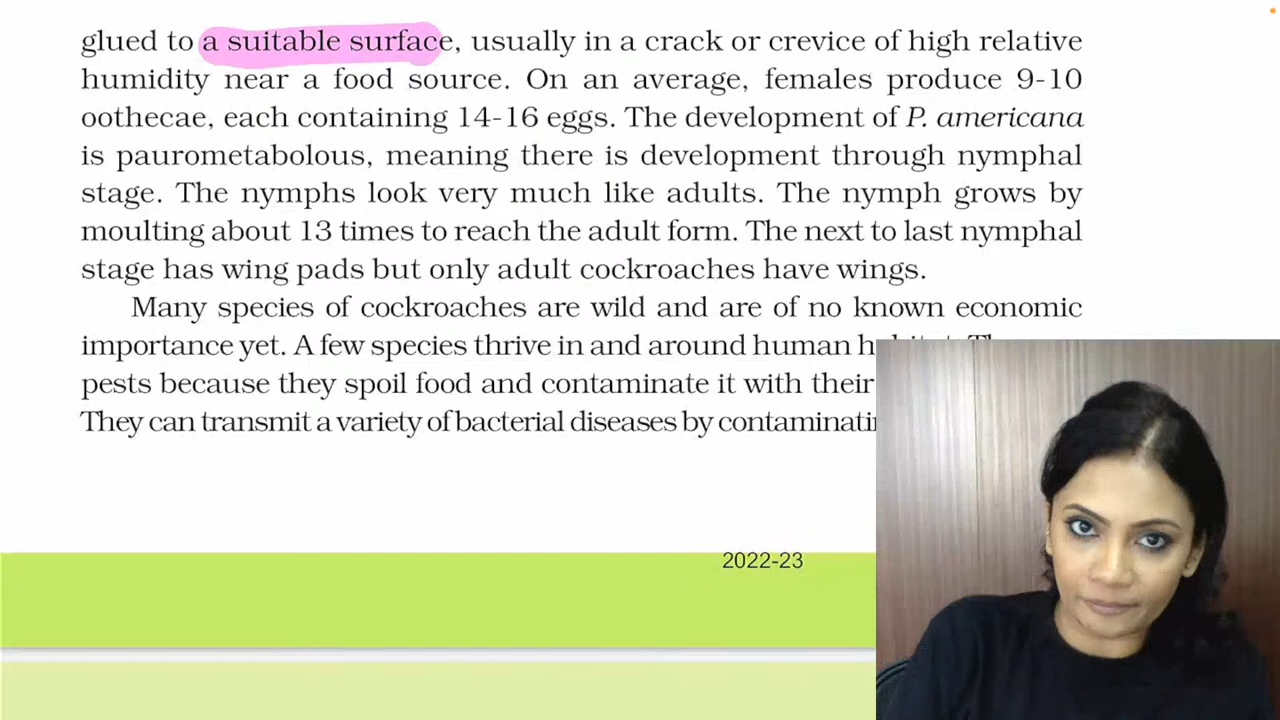 glued to a suitable surface, usually in a crack or crevice of high relative
humidity near a food source. On an average, females produce 9-10
oothecae, each containing 14-16 eggs. The development of P. americana
is paurometabolous, meaning there is development through nymphal
stage. The nymphs look very much like adults. The nymph grows by
moulting about 13 times to reach the adult form. The next to last nymphal
stage has wing pads but only adult cockroaches have wings.
Many species of cockroaches are wild and are of no known economic
importance yet. A few species thrive in and around human
pests because they spoil food and contaminate it with their
They can transmit a variety of bacterial diseases by
2022-23